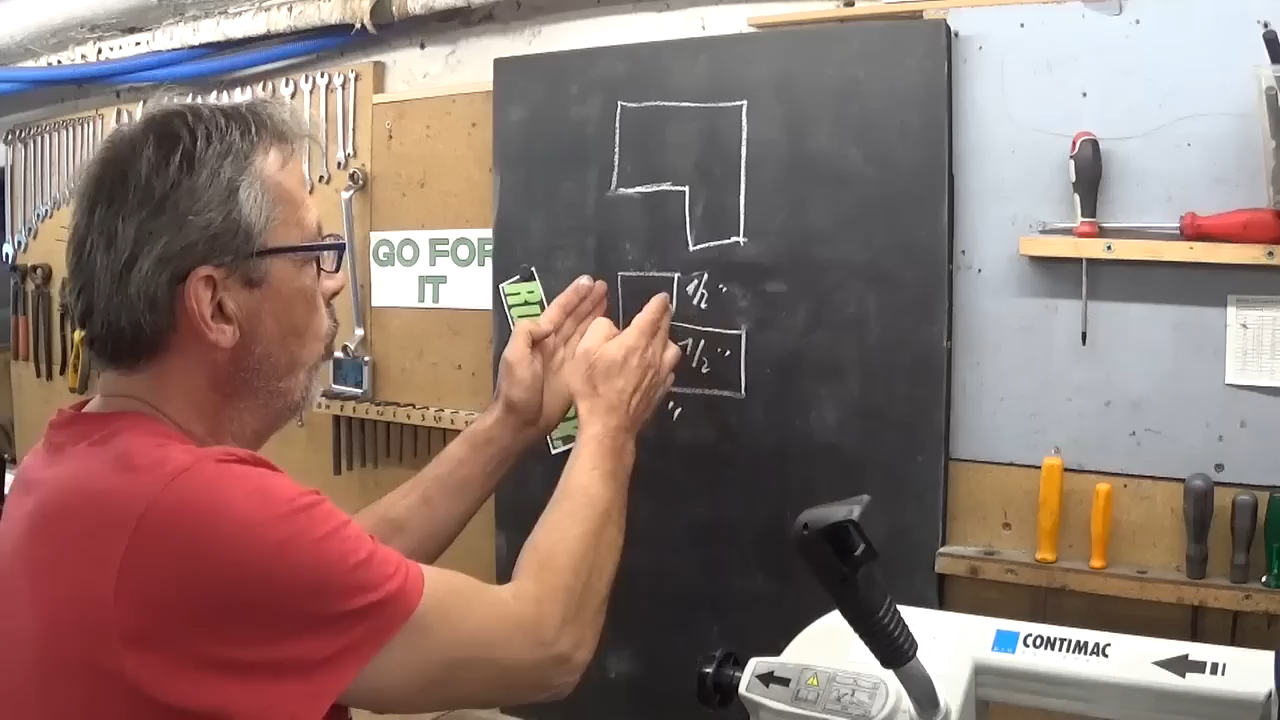 GO FOR
IT
1/2"
1/2"
"
CONTIMAC